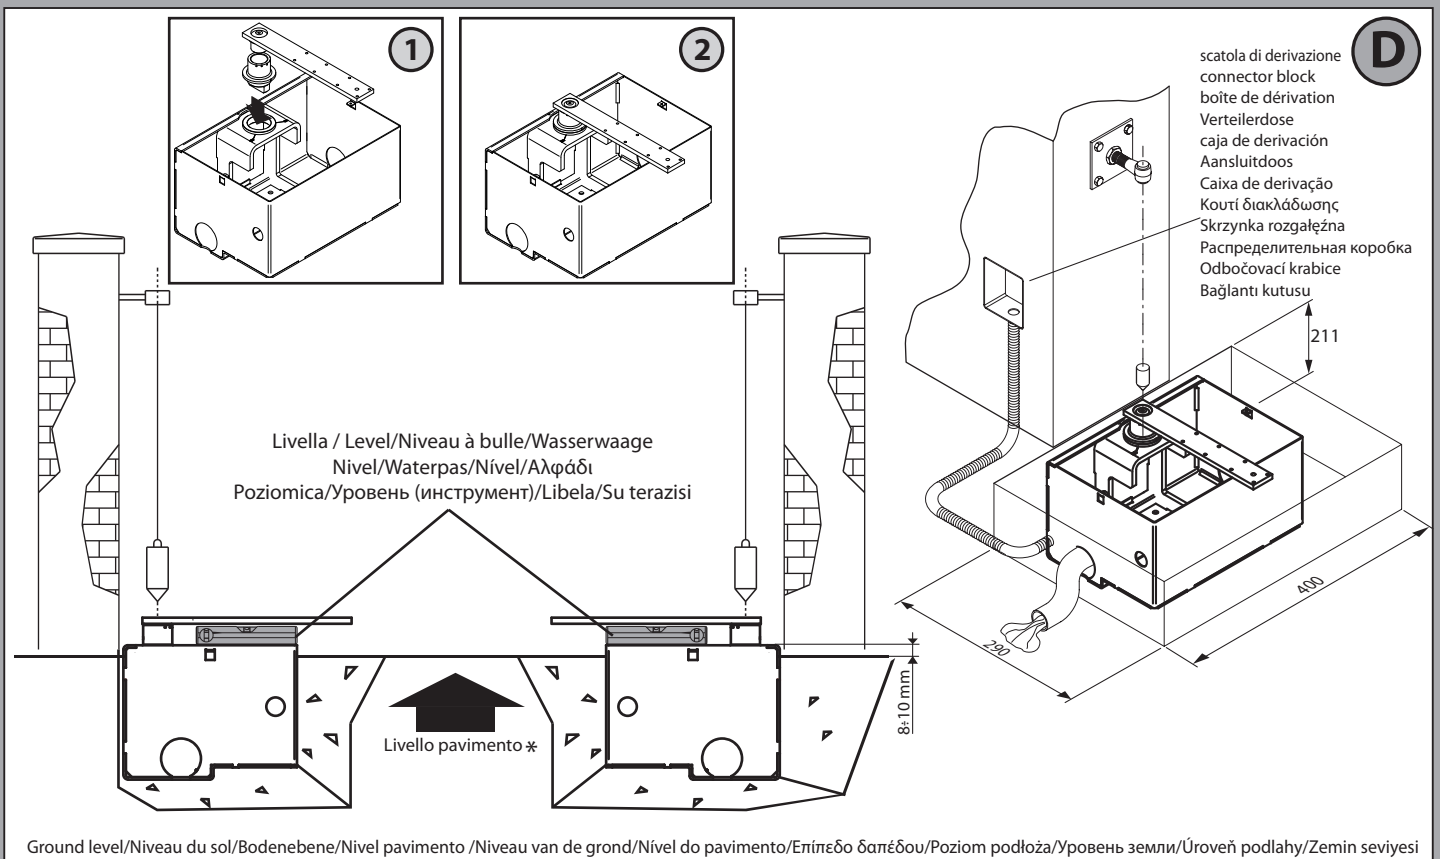 1
2
D
scatola di derivazione
connector block
boîte de dérivation
Verteilerdose
caja de derivación
Aansluitdoos
Caixa de derivação
Κουτί διακλάδωσης
Skrzynka rozgałęźna
Распределительная коробка
Odbočovací krabice
Bağlantı kutusu
211
Livella / Level/Niveau à bulle/Wasserwaage
Nivel/Waterpas/Nível/Αλφάδι
Poziomica/Уровень (инструмент)/Libela/Su terazisi
400
290
8÷10 mm
Livello pavimento *
Ground level/Niveau du sol/Bodenebene/Nivel pavimento /Niveau van de grond/Nível do pavimento/Επίπεδο δαπέδου/Poziom podłoża/Уровень земли/Úroveň podlahy/Zemin seviyesi